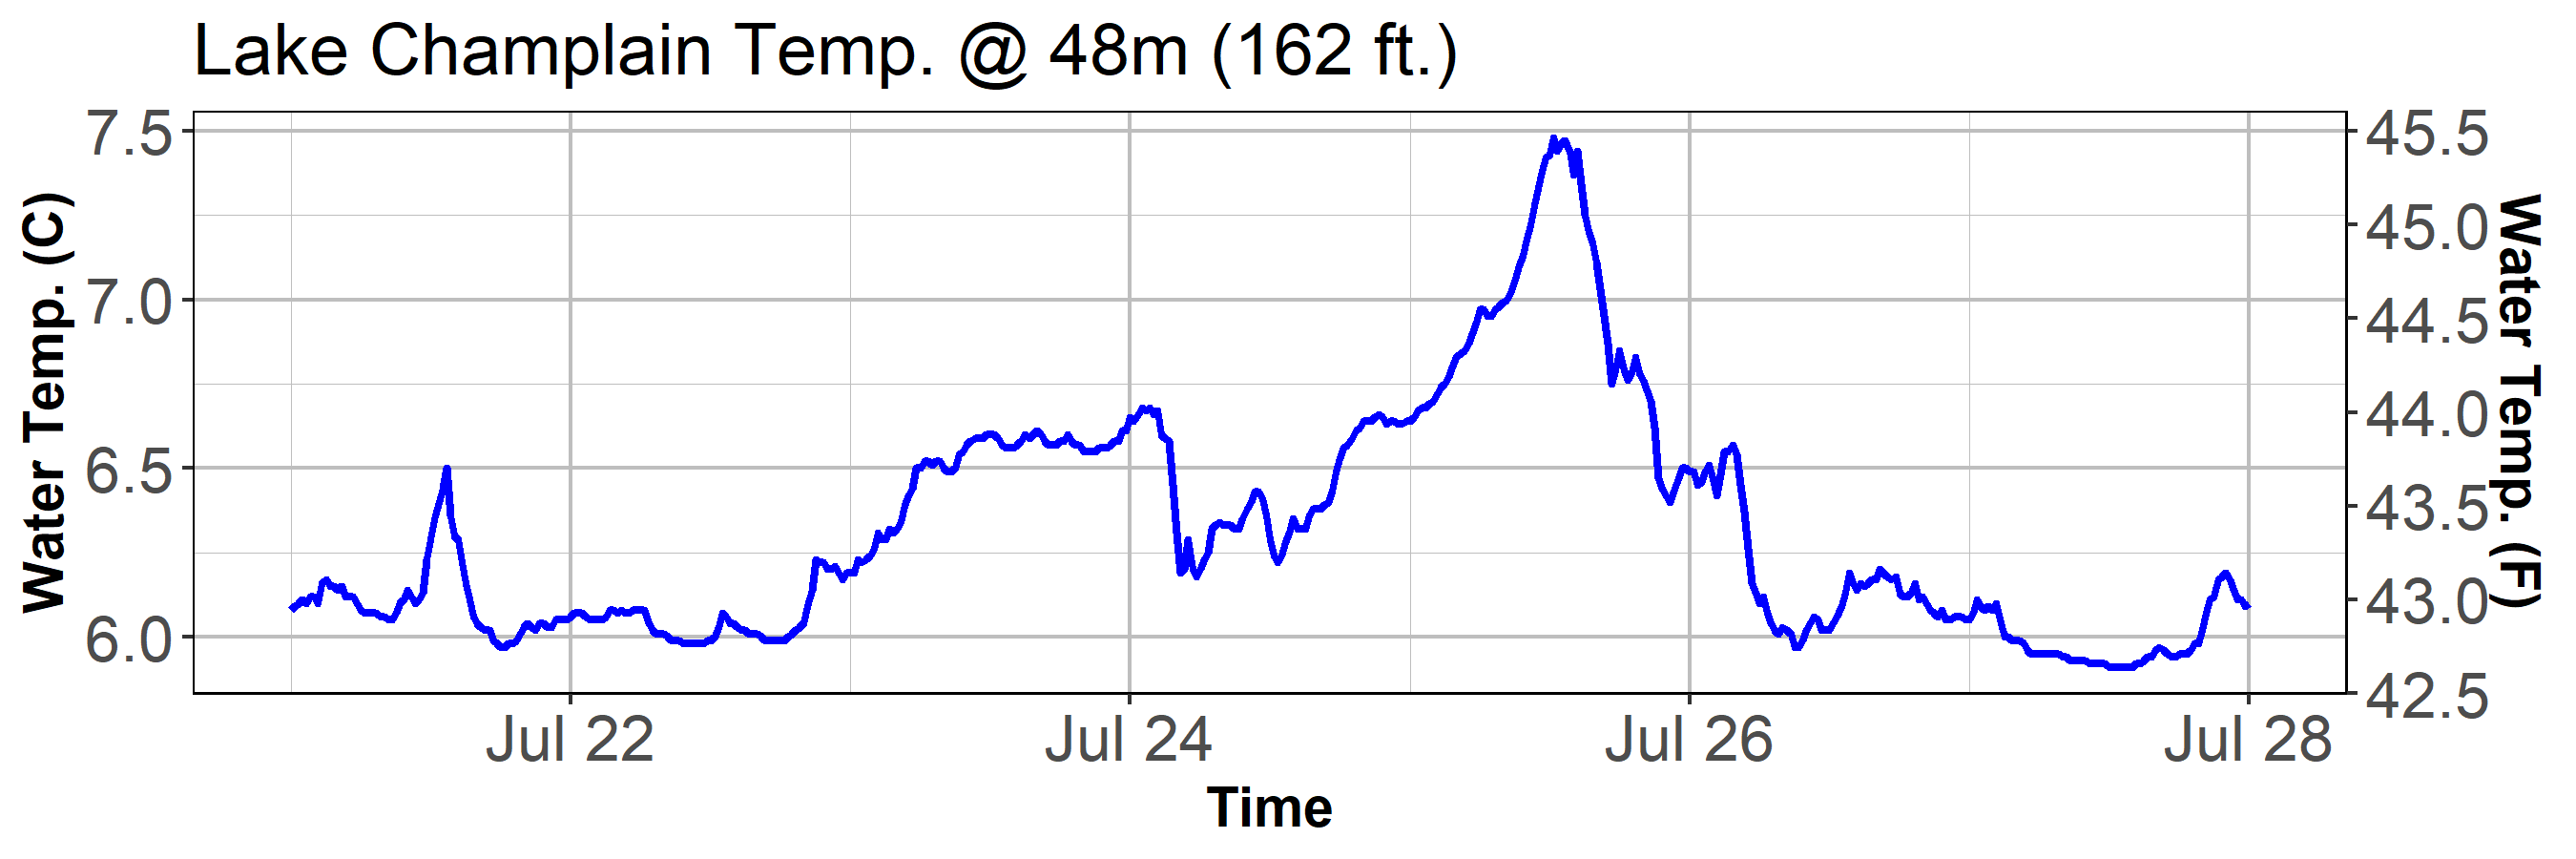 Lake Champlain Temp. @ 48m (162 ft.)
Water Temp. (C)
7.5
7.0
6.5
6.0
45.5
45.0
44.5
44.0
43.5
43.0
42.5
Water Temp. (F)
Jul 22
Jul 24
Jul 26
Jul 28
Time